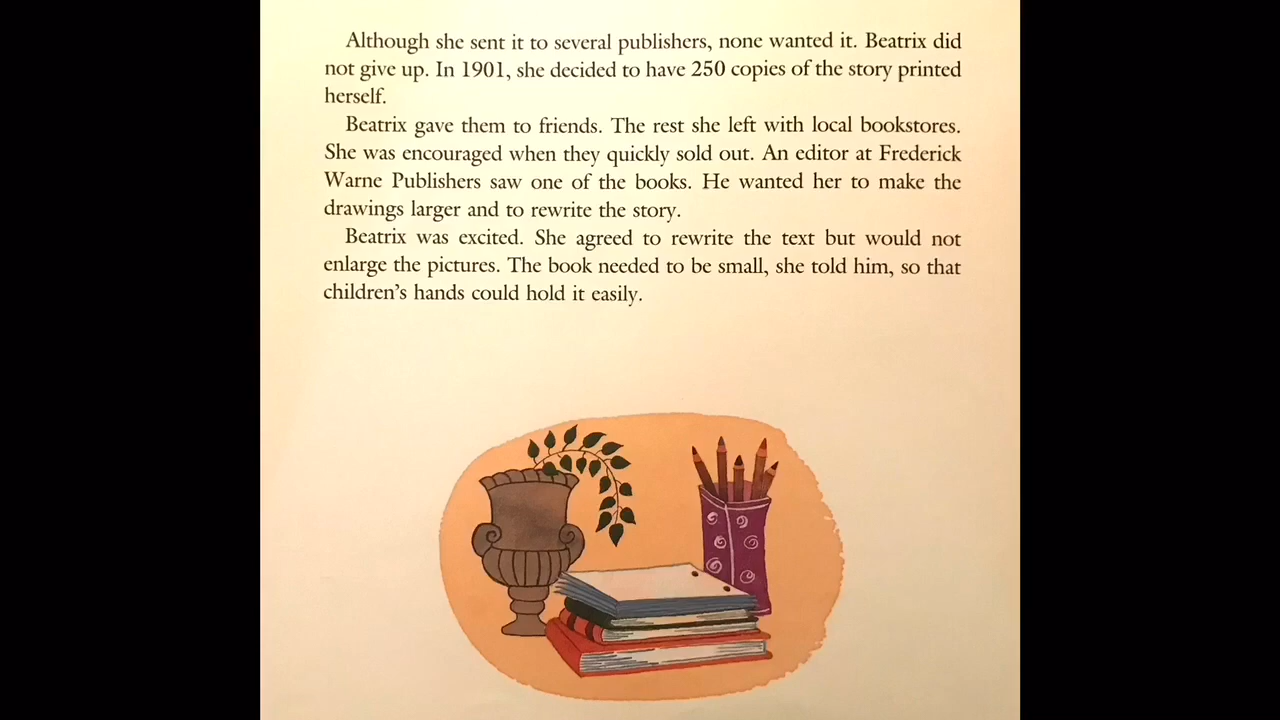 Although she sent it to several publishers, none wanted it. Beatrix did
not give up. In 1901, she decided to have 250 copies of the story printed
herself.
Beatrix gave them to friends. The rest she left with local bookstores.
She was encouraged when they quickly sold out. An editor at Frederick
Warne Publishers saw one of the books. He wanted her to make the
drawings larger and to rewrite the story.
Beatrix was excited. She agreed to rewrite the text but would not
enlarge the pictures. The book needed to be small, she told him, so that
children's hands could hold it easily.